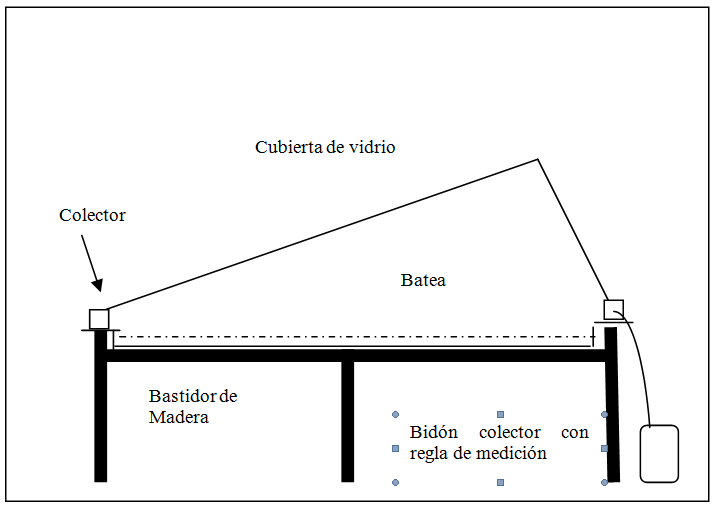 Cubierta de vidrio
Colector
Batea
Bastidor de
Madera
Bidón colector con
regla de medición